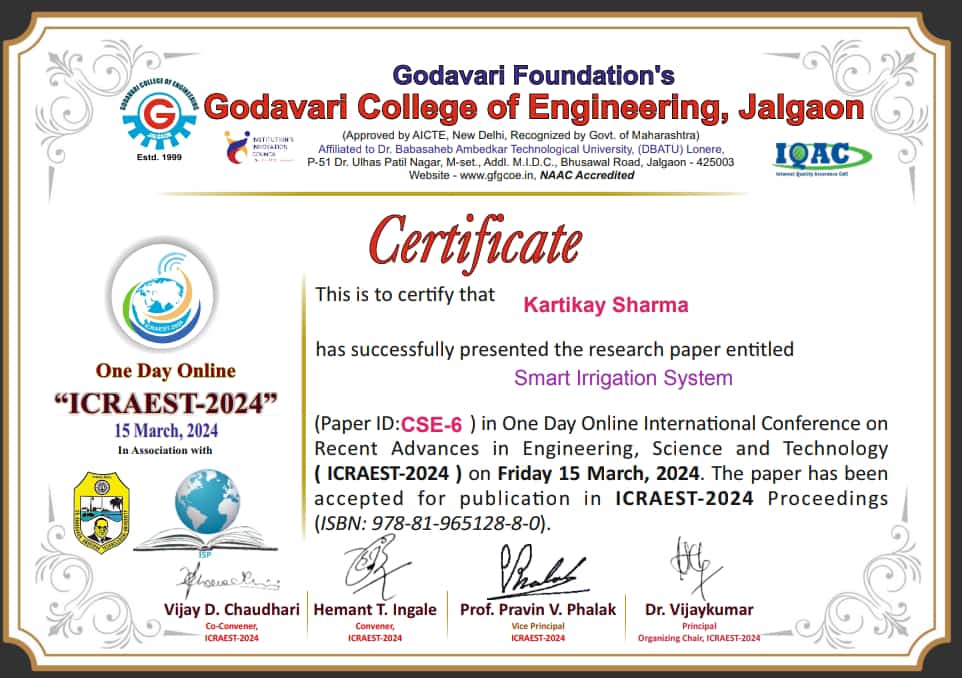 Godavari Foundation's
Godavari College of Engineering, Jalgaon
(Approved by AICTE, New Delhi, Recognized by Govt. of Maharashtra)
Affiliated to Dr. Babasaheb Ambedkar Technological University, (DBATU) Lonere,
P-51 Dr. Ulhas Patil Nagar, M-set., Addl. M.I.D.C., Bhusawal Road, Jalgaon - 425003
Website - www.gfgcoe.in, NAAC Accredited
GODAVARI COLLEGE OF ENGINEERING
G
JALGAON
Estd. 1999
INSTITUTION'S
INNOVATION
COUNCIL
IQAC
Internal Quality Assurance Cell
Certificate
This is to certify that
Kartikay Sharma
has successfully presented the research paper entitled
Smart Irrigation System
(Paper ID:CSE-6 ) in One Day Online International Conference on
Recent Advances in Engineering, Science and Technology
( ICRAEST-2024 ) on Friday 15 March, 2024. The paper has been
accepted for publication in ICRAEST-2024 Proceedings
(ISBN: 978-81-965128-8-0).
ICRAEST-2024
One Day Online
“ICRAEST-2024”
15 March, 2024
In Association with
ISP
Vijay D. Chaudhari
Co-Convener,
ICRAEST-2024
Hemant T. Ingale
Convener,
ICRAEST-2024
Phalak
Prof. Pravin V. Phalak
Vice Principal
ICRAEST-2024
Dr. Vijaykumar
Principal
Organizing Chair, ICRAEST-2024